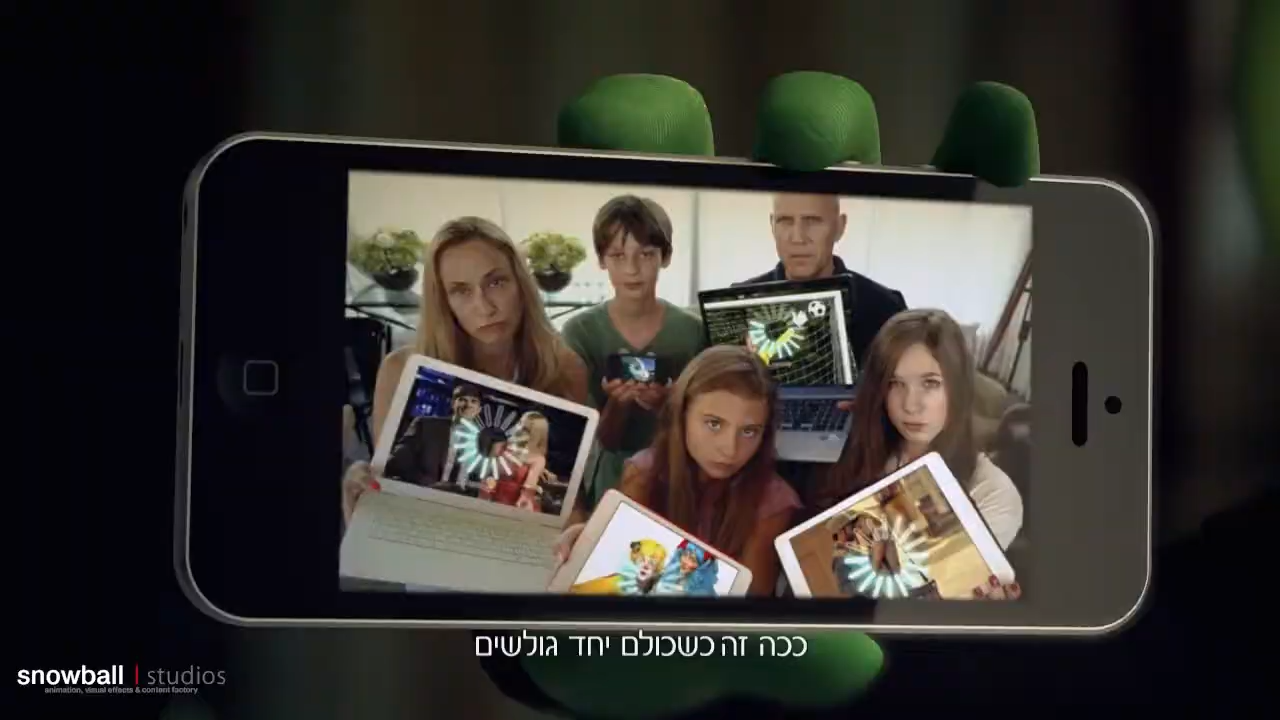 ככה זה כשכולם יחד גולשים
snowball | studios
animation, visual effects & content factory